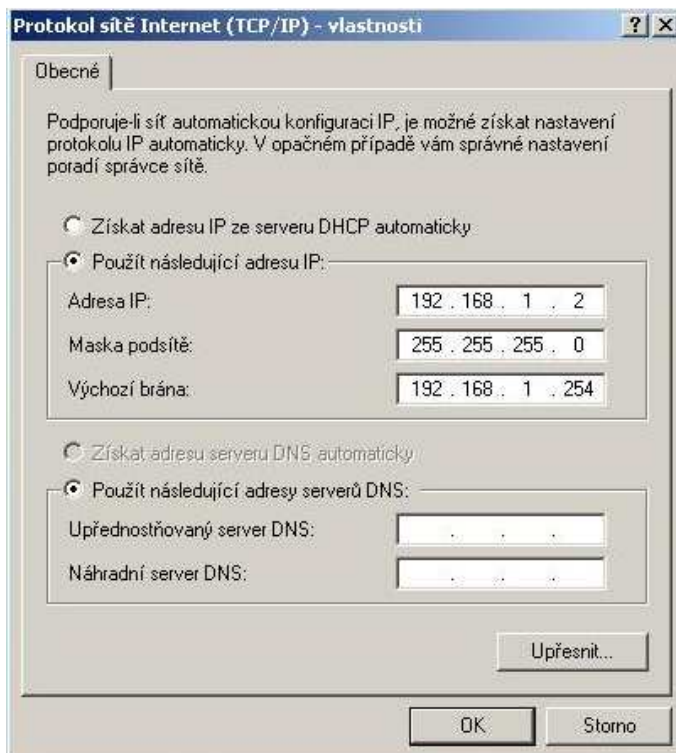 Protokol sítě Internet (TCP/IP) - vlastnosti
Obecné
Podporuje-li síť automatickou konfiguraci IP, je možné získat nastavení
protokolu IP automaticky. V opačném případě vám správné nastavení
poradí správce sítě.
Získat adresu IP ze serveru DHCP automaticky
Použít následující adresu IP:
Adresa IP: 192 . 168 . 1 . 2
Maska podsítě: 255 . 255 . 255 . 0
Výchozí brána: 192 . 168 . 1 . 254
Získat adresu serveru DNS automaticky
Použít následující adresy serverů DNS:
Upřednostňovaný server DNS: . . .
Náhradní server DNS: . . .
Upřesnit...
OK Storno